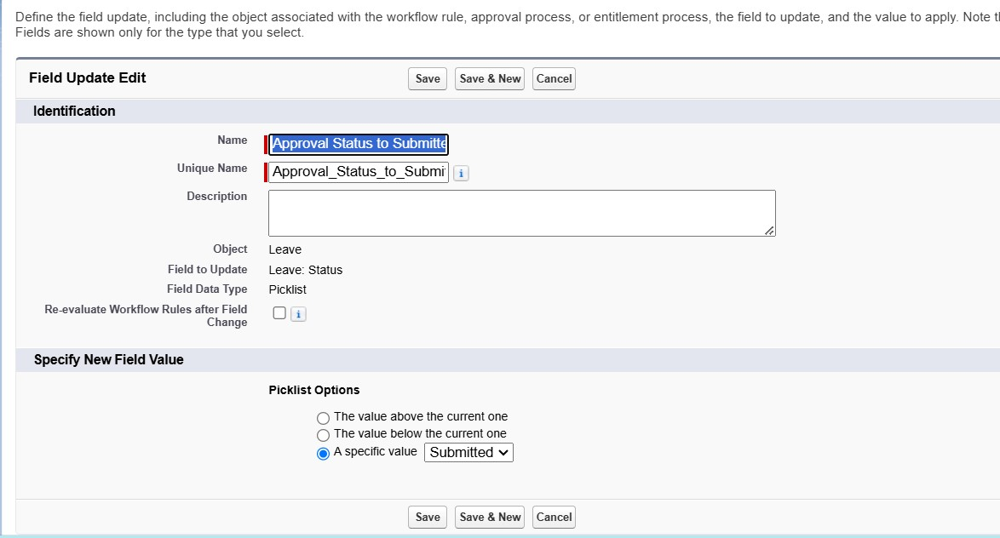 Define the field update, including the object associated with the workflow rule, approval process, or entitlement process, the field to update, and the value to apply. Note
Fields are shown only for the type that you select.
Field Update Edit
Save
Save & New
Cancel
Identification
Name
Approval Status to Submitte
Unique Name
Approval_Status_to_Submi
i
Description
Object
Leave
Field to Update
Leave: Status
Field Data Type
Picklist
Re-evaluate Workflow Rules after Field
Change
i
Specify New Field Value
Picklist Options
The value above the current one
The value below the current one
A specific value
Submitted
Save
Save & New
Cancel